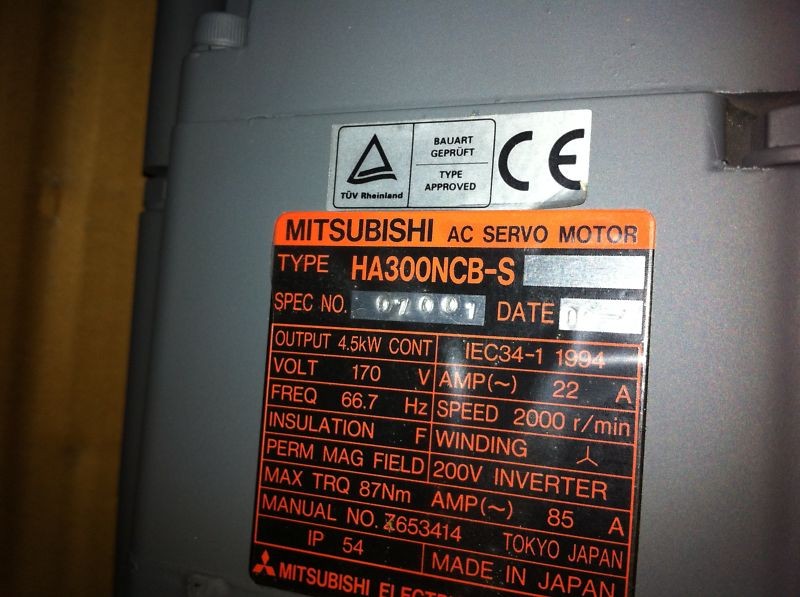 TÜV Rheinland
BAUART
GEPRÜFT
TYPE
APPROVED
CE
MITSUBISHI AC SERVO MOTOR
TYPE HA300NCB-S
SPEC NO. 07001 DATE
OUTPUT 4.5kW CONT IEC34-1 1994
VOLT 170 V AMP(~) 22 A
FREQ 66.7 Hz SPEED 2000 r/min
INSULATION F WINDING
PERM MAG FIELD 200V INVERTER
MAX TRQ 87Nm AMP(~) 85 A
MANUAL NO. 653414 TOKYO JAPAN
IP 54 MADE IN JAPAN
MITSUBISHI